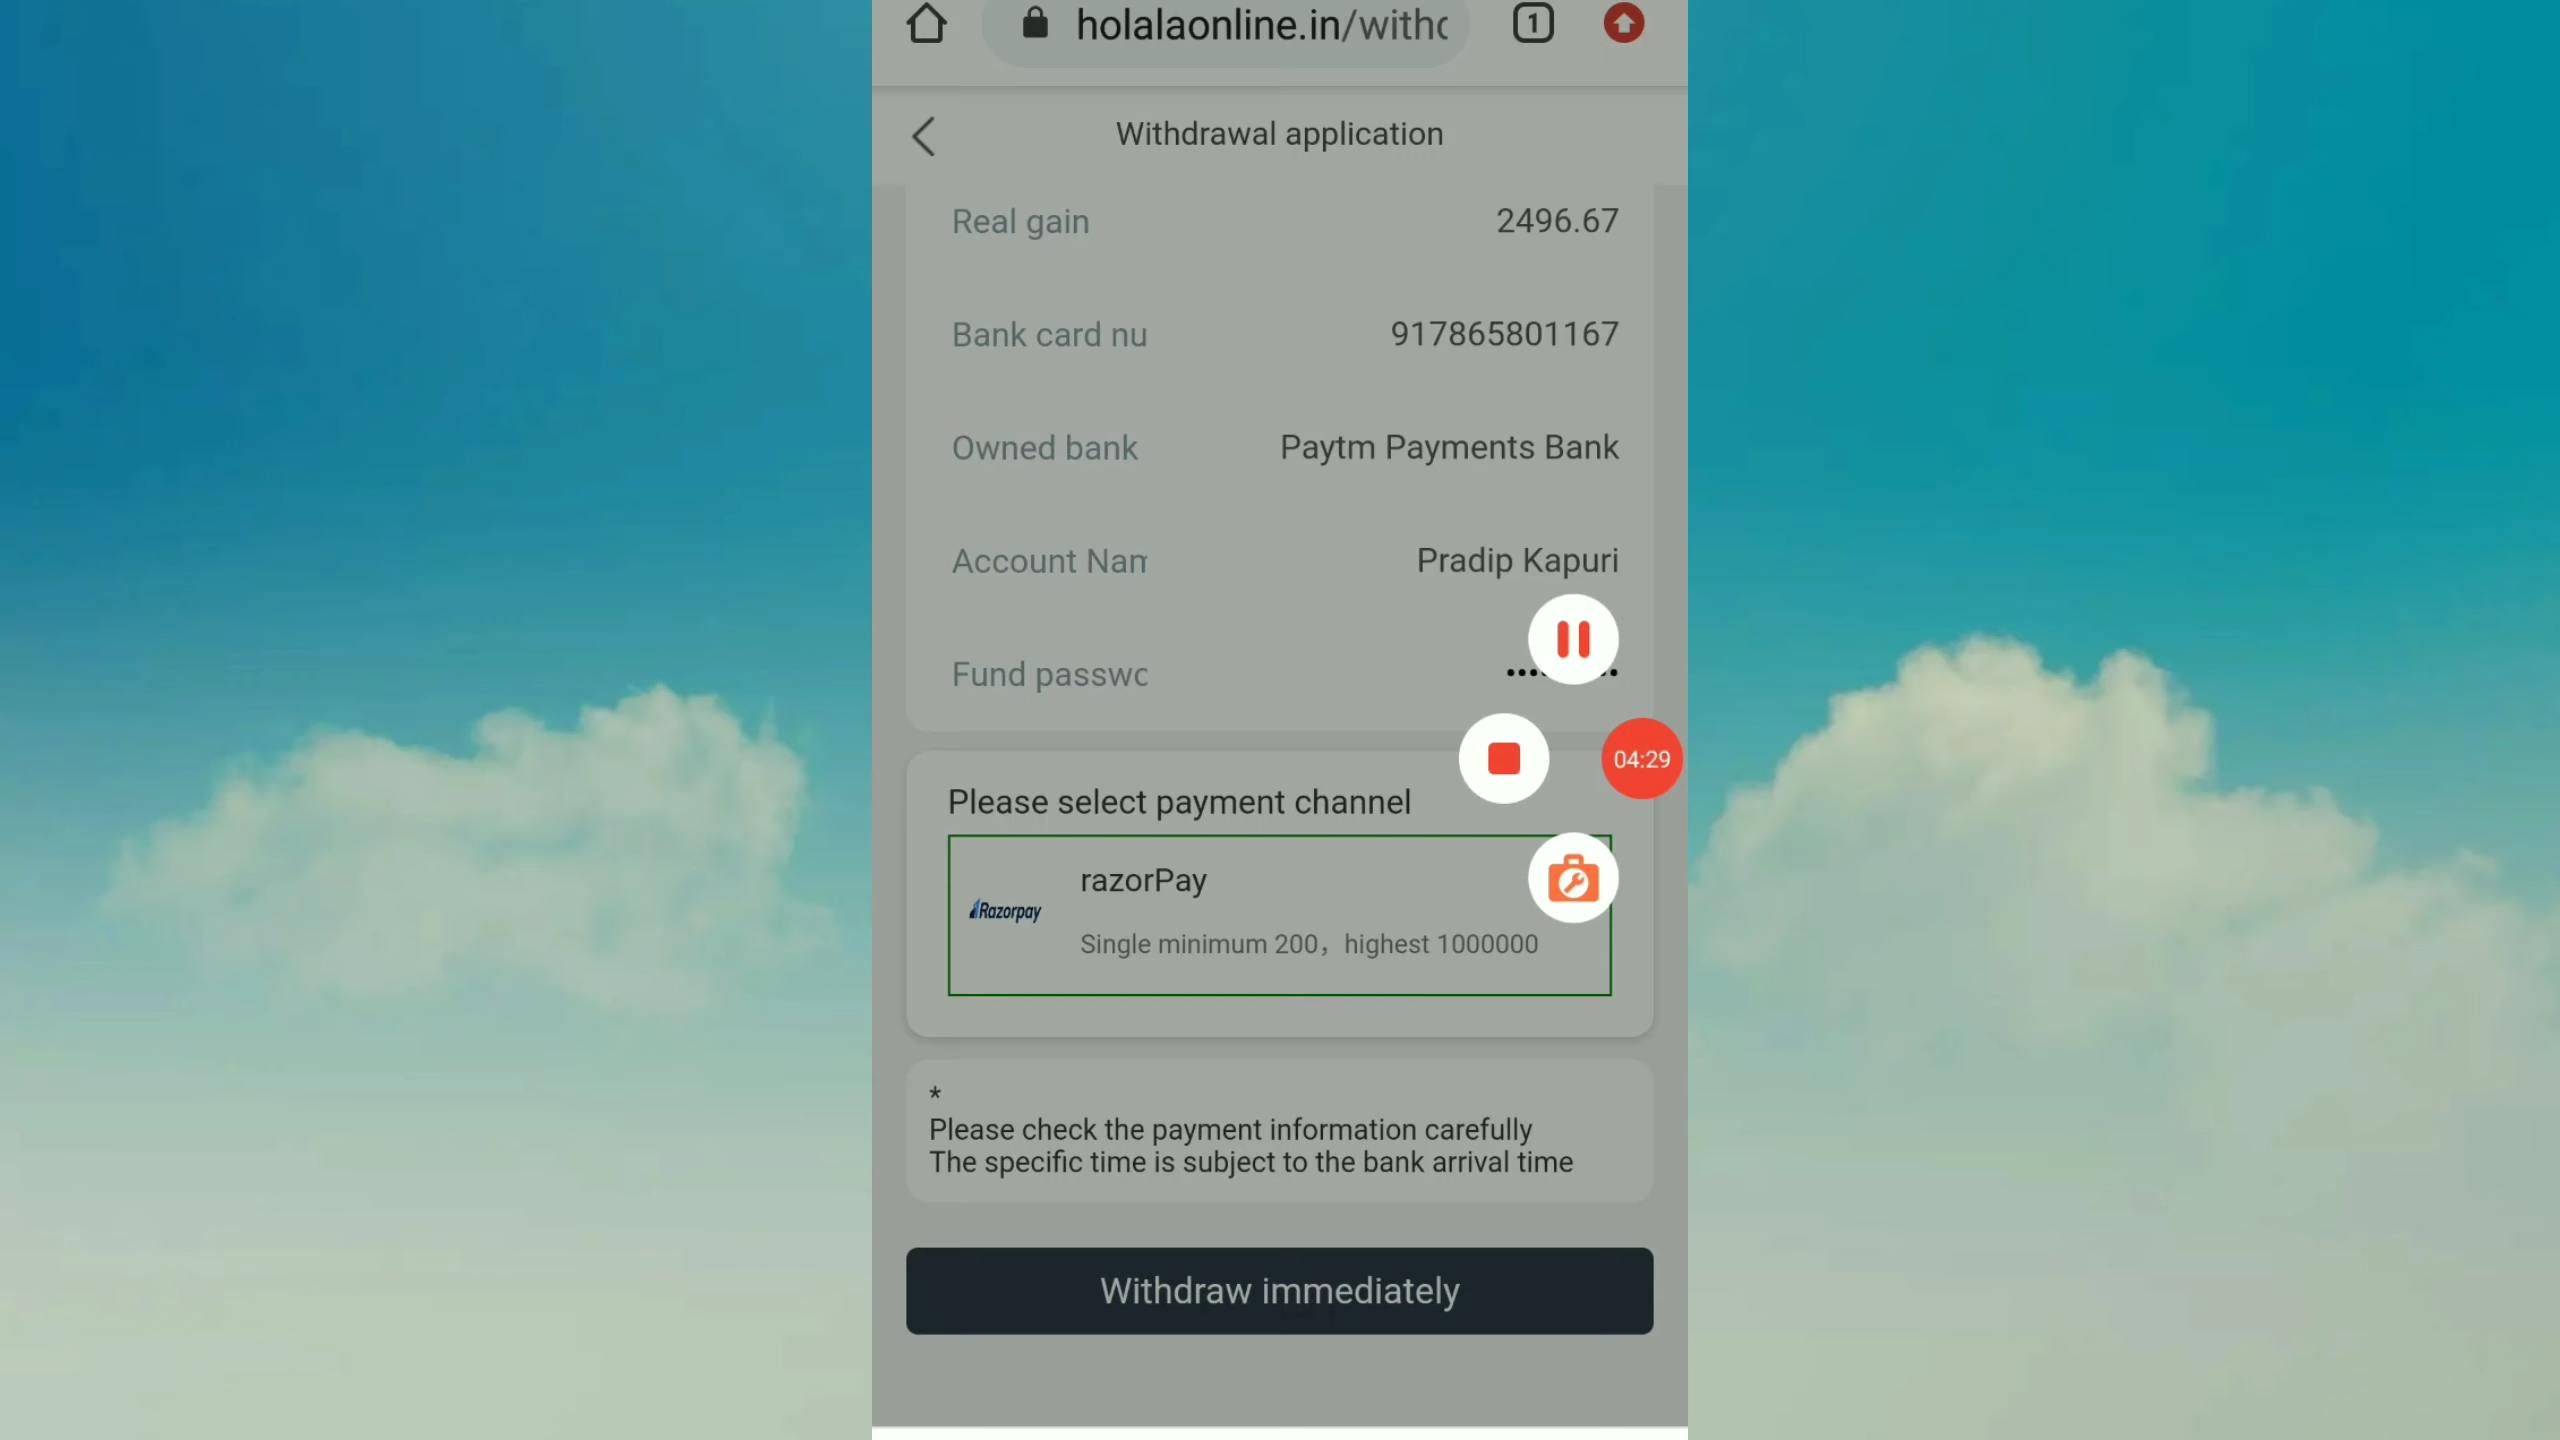 holalaonline.in/withc
1
Withdrawal application
Real gain 2496.67
Bank card nu 917865801167
Owned bank Paytm Payments Bank
Account Nam Pradip Kapuri
Fund passwo
04:29
Please select payment channel
razorPay
Razorpay
Single minimum 200, highest 1000000
*
Please check the payment information carefully
The specific time is subject to the bank arrival time
Withdraw immediately